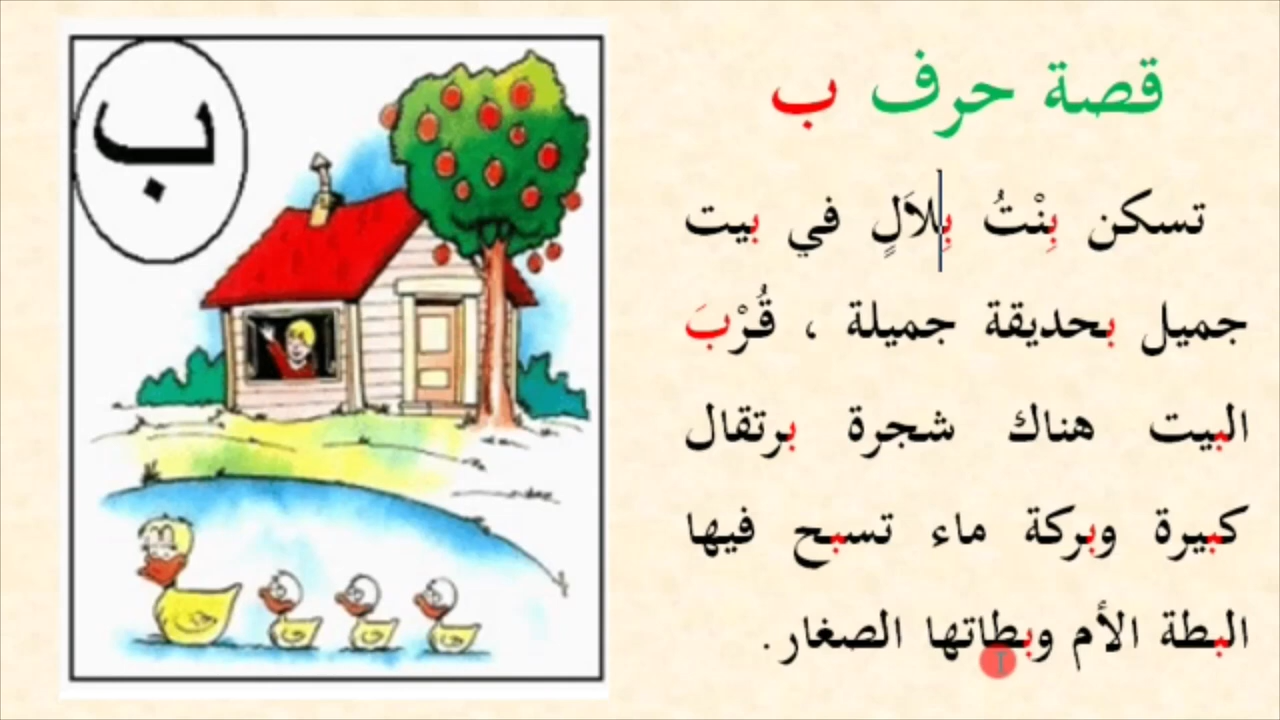 قصة حرف ب
تسكن بِنْتُ بِلاَلٍ في بيت
جميل بحديقة جميلة ، قُرْبَ
البيت هناك شجرة برتقال
كبيرة وبركة ماء تسبح فيها
البطة الأم وبطاتها الصغار.
ب